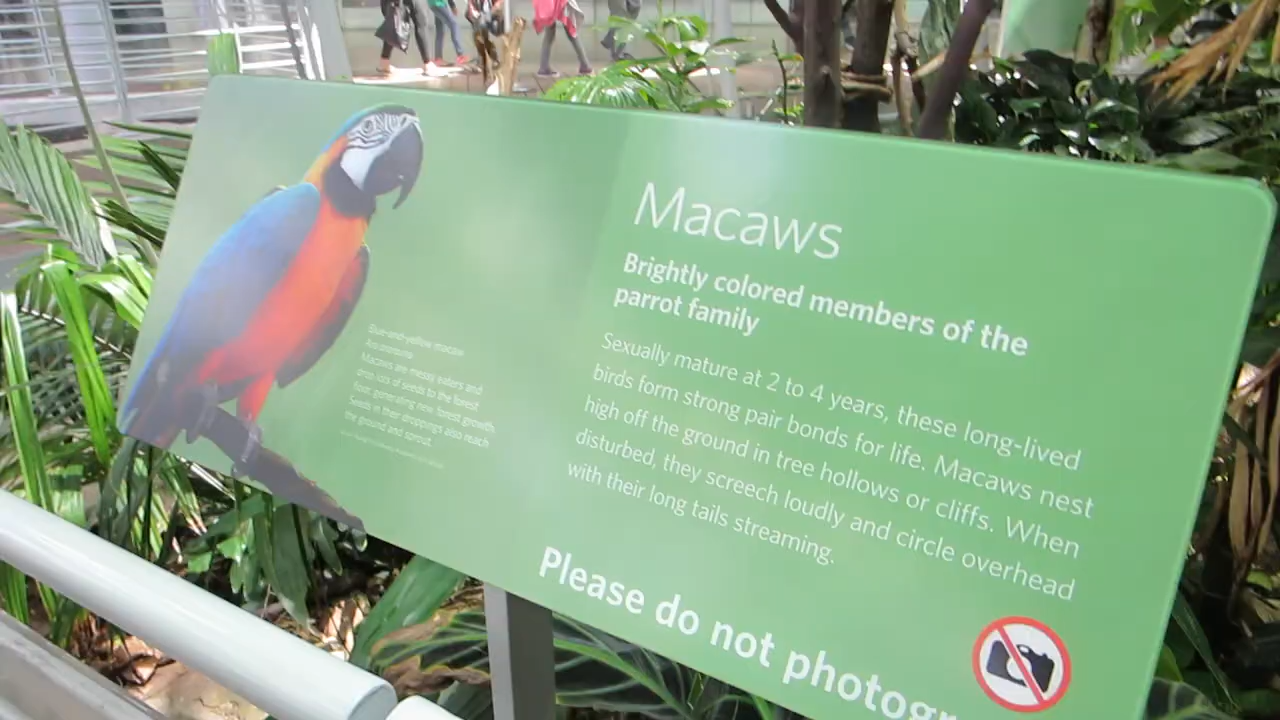 Macaws
Brightly colored members of the
parrot family
Sexually mature at 2 to 4 years, these long-lived
birds form strong pair bonds for life. Macaws nest
high off the ground in tree hollows or cliffs. When
disturbed, they screech loudly and circle overhead
with their long tails streaming.
Blue-and-yellow macaw
Ara ararauna
Macaws are messy eaters and
drop lots of seeds to the forest
floor, generating new forest growth.
Seeds in their droppings also reach
the ground and sprout.
Please do not photogr